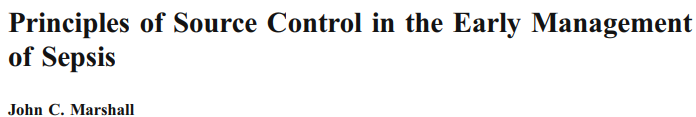 Principles of Source Control in the Early Management
of Sepsis
John C. Marshall